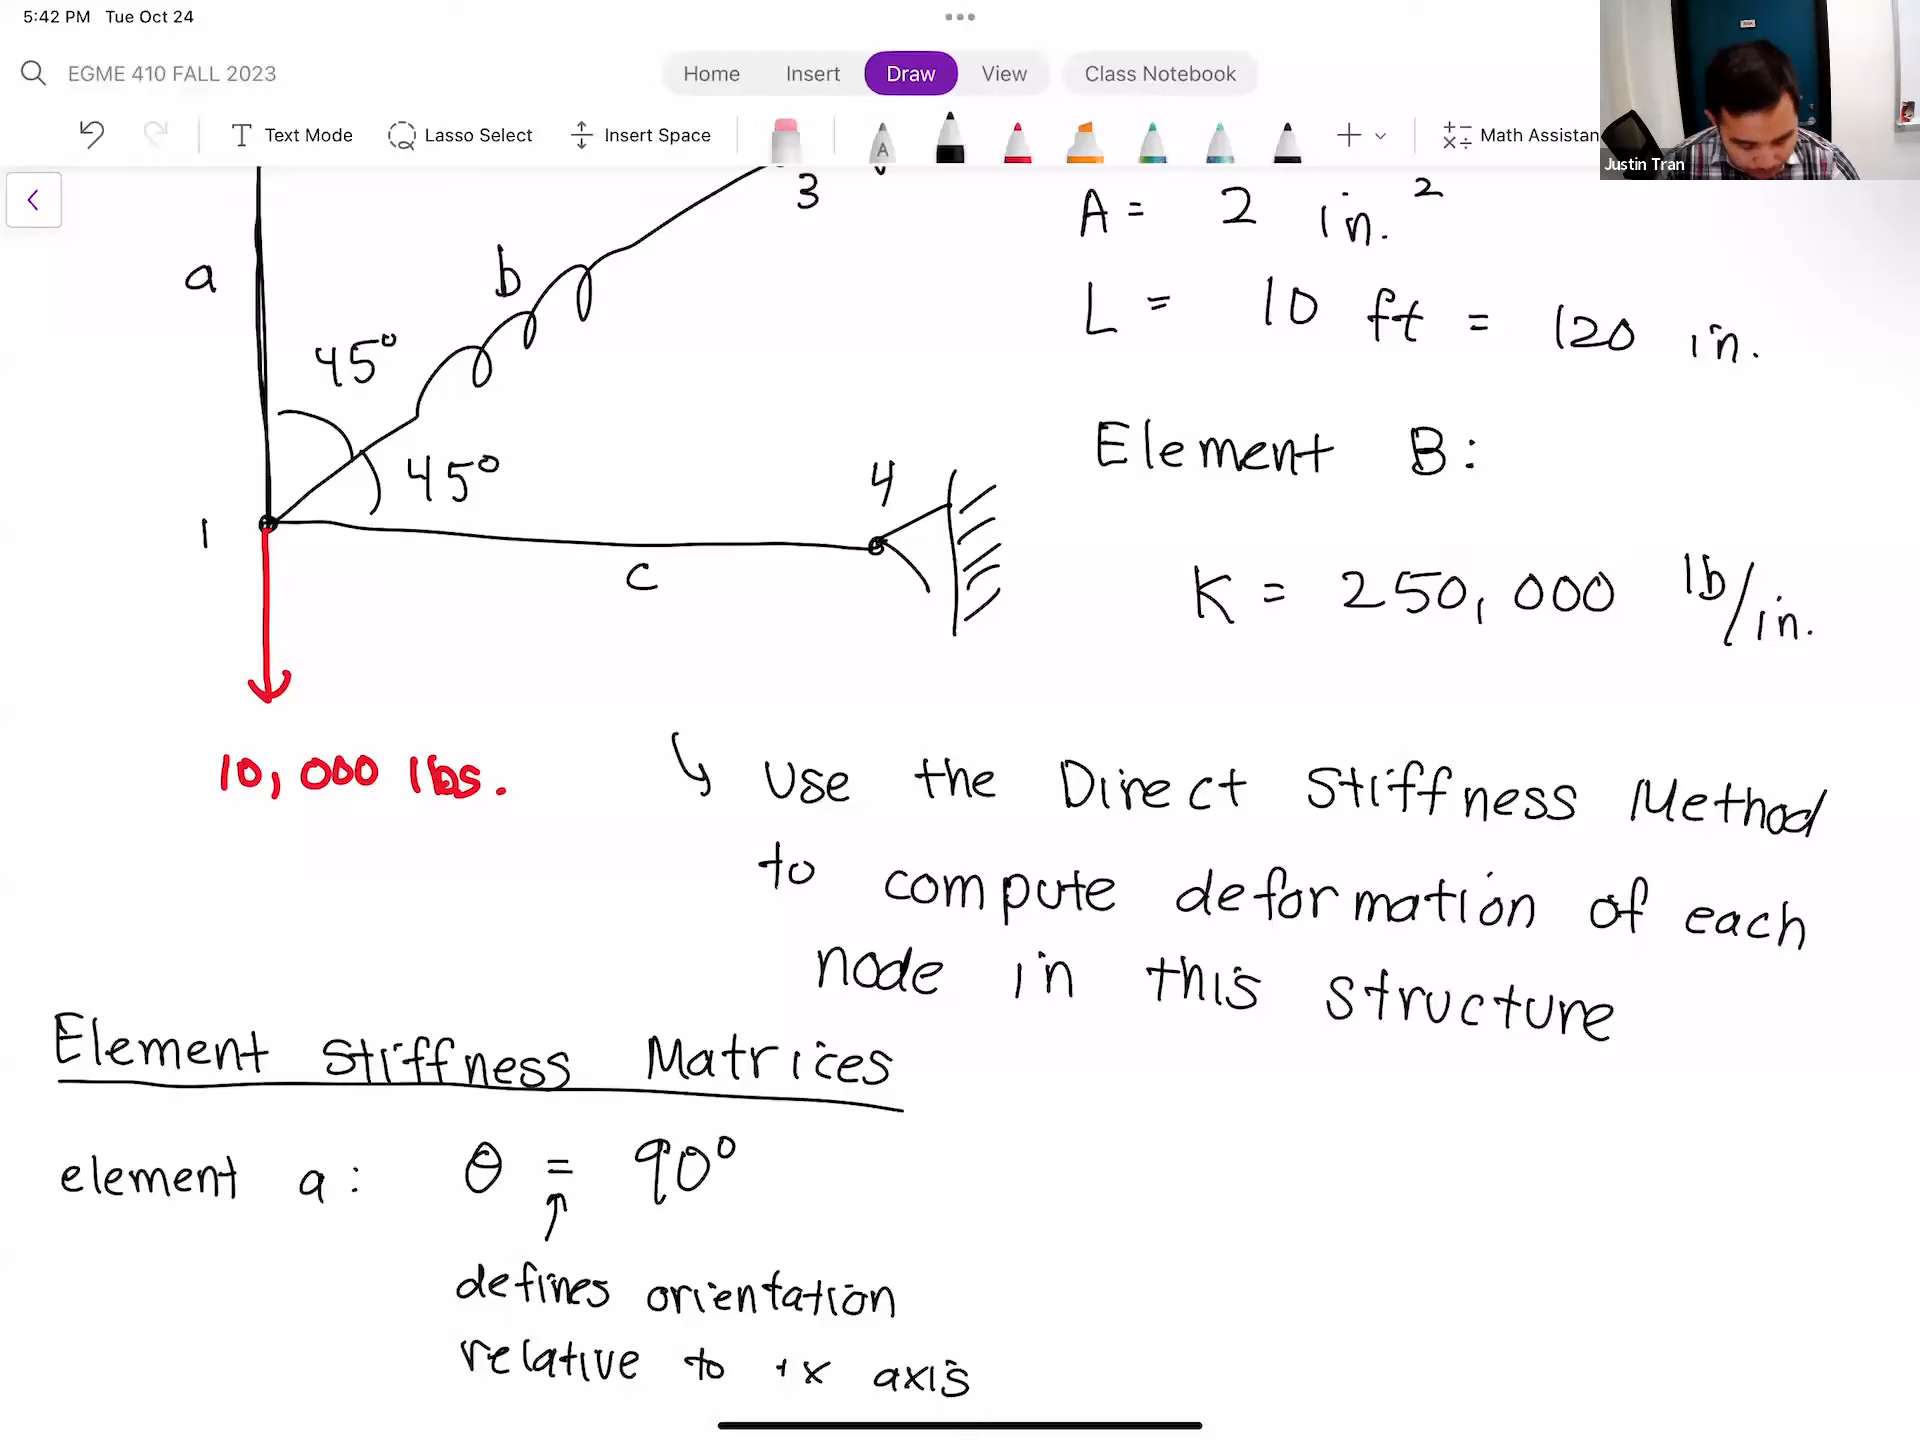 5:42 PM Tue Oct 24
EGME 410 FALL 2023
Home Insert Draw View Class Notebook
Text Mode Lasso Select Insert Space A Math Assistan
Justin Tran
3
A = 2 in.²
a
b
L = 10 ft = 120 in.
45°
45°
Element B:
4
1
c
K = 250,000 lb/in.
10,000 lbs.
↳ Use the Direct Stiffness Method
to compute deformation of each
node in this structure
Element Stiffness Matrices
element a: θ = 90°
↑
defines orientation
relative to +x axis